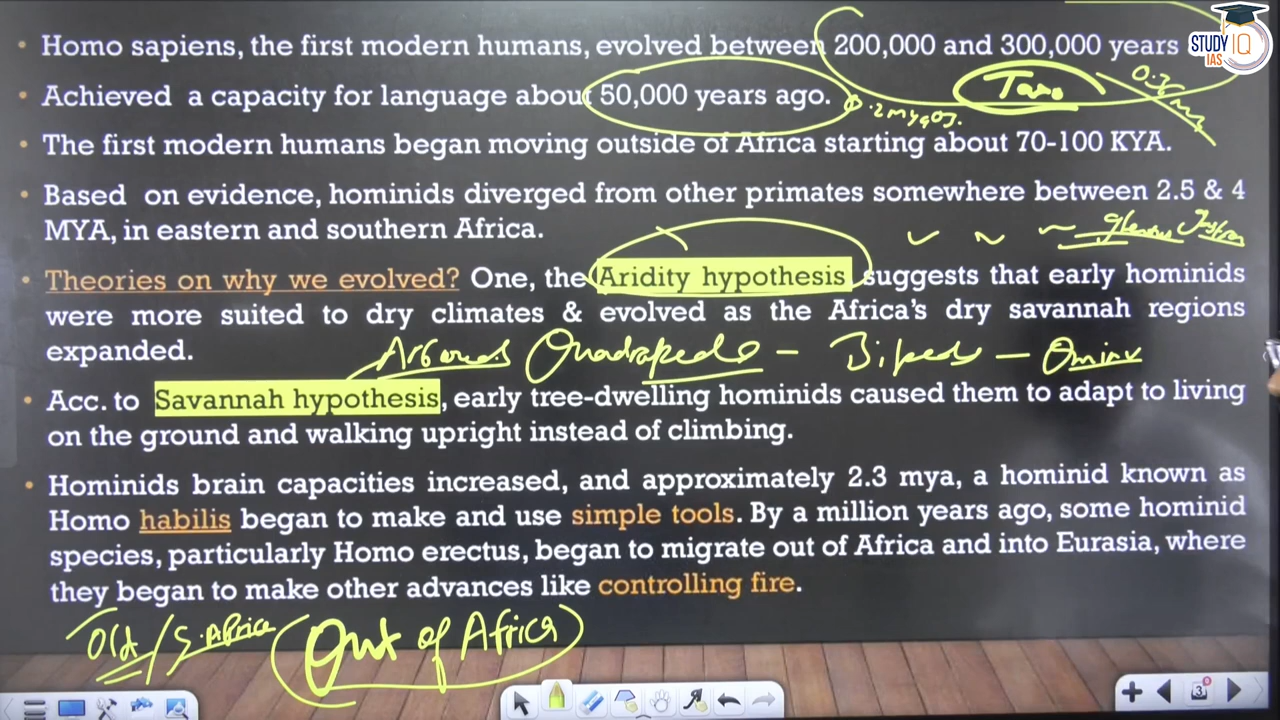 STUDY IQ
IAS
• Homo sapiens, the first modern humans, evolved between 200,000 and 300,000 years
• Achieved a capacity for language about 50,000 years ago.
0.2 mya
• The first modern humans began moving outside of Africa starting about 70-100 KYA.
• Based on evidence, hominids diverged from other primates somewhere between 2.5 & 4
MYA, in eastern and southern Africa.
• Theories on why we evolved? One, the Aridity hypothesis suggests that early hominids
were more suited to dry climates & evolved as the Africa's dry savannah regions
expanded.
Quadrapeds – Bipeds –
• Acc. to Savannah hypothesis, early tree-dwelling hominids caused them to adapt to living
on the ground and walking upright instead of climbing.
• Hominids brain capacities increased, and approximately 2.3 mya, a hominid known as
Homo habilis began to make and use simple tools. By a million years ago, some hominid
species, particularly Homo erectus, began to migrate out of Africa and into Eurasia, where
they began to make other advances like controlling fire.
S. Africa Out of Africa
3